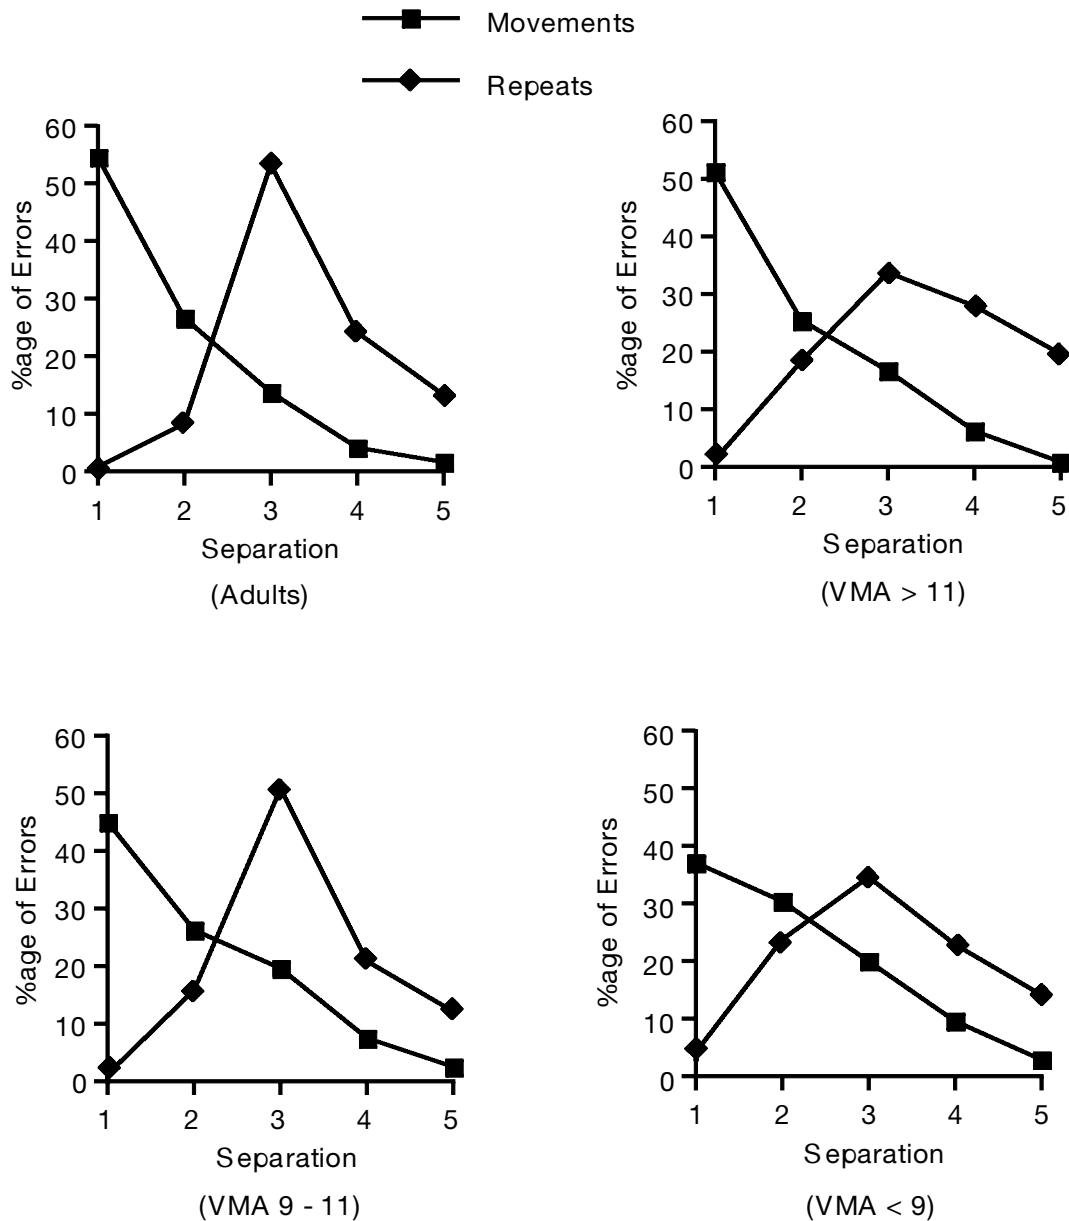 Movements
Repeats
60
50
40
30
20
10
0
%age of Errors
1 2 3 4 5
Separation
(Adults)
60
50
40
30
20
10
0
%age of Errors
1 2 3 4 5
Separation
(VMA > 11)
60
50
40
30
20
10
0
%age of Errors
1 2 3 4 5
Separation
(VMA 9 - 11)
60
50
40
30
20
10
0
%age of Errors
1 2 3 4 5
Separation
(VMA < 9)